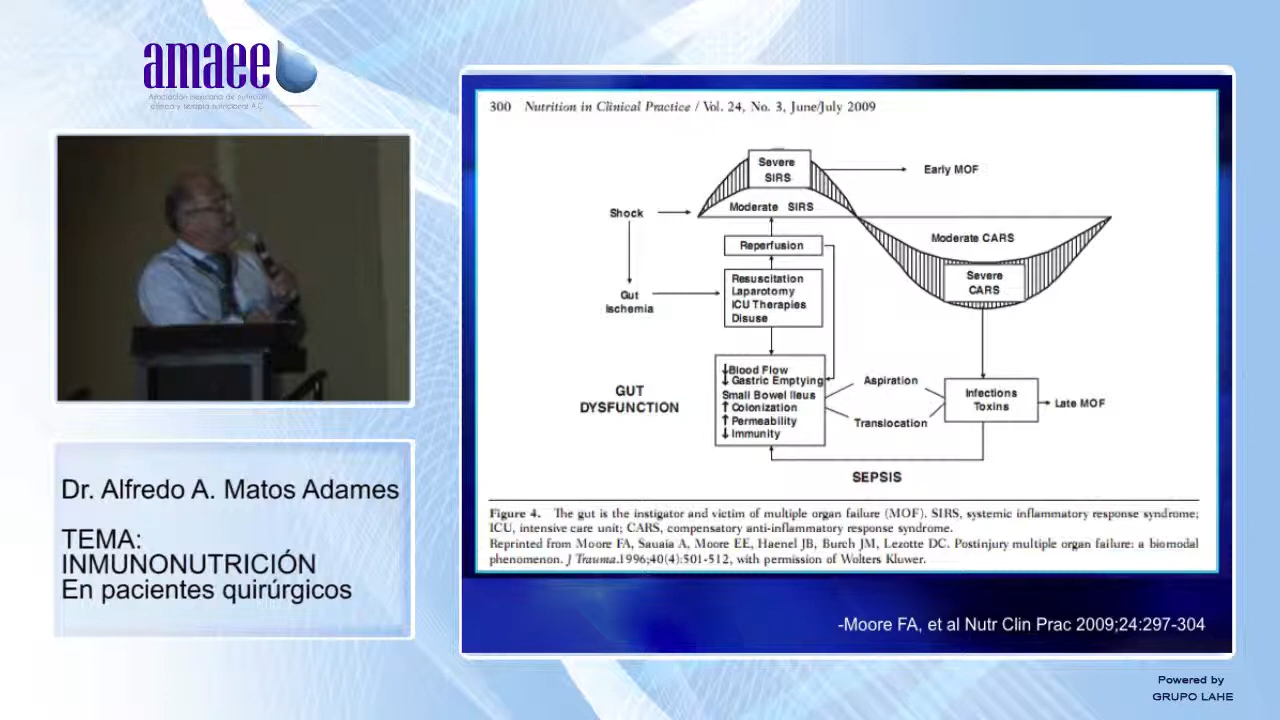 amaee
Asociación mexicana de nutrición
clínica y terapia nutricional A.C.
Dr. Alfredo A. Matos Adames
TEMA:
INMUNONUTRICIÓN
En pacientes quirúrgicos
300 Nutrition in Clinical Practice / Vol. 24, No. 3, June/July 2009
Severe
SIRS
Early MOF
Moderate SIRS
Shock
Reperfusion
Moderate CARS
Severe
CARS
Resuscitation
Laparotomy
ICU Therapies
Disuse
Gut
Ischemia
GUT
DYSFUNCTION
↓Blood Flow
↓ Gastric Emptying
Small Bowel Ileus
↑ Colonization
↑ Permeability
↓ Immunity
Aspiration
Translocation
Infections
Toxins
Late MOF
SEPSIS
Figure 4. The gut is the instigator and victim of multiple organ failure (MOF). SIRS, systemic inflammatory response syndrome;
ICU, intensive care unit; CARS, compensatory anti-inflammatory response syndrome.
Reprinted from Moore FA, Sauaia A, Moore EE, Haenel JB, Burch JM, Lezotte DC. Postinjury multiple organ failure: a biomodal
phenomenon. J Trauma.1996;40(4):501-512, with permission of Wolters Kluwer.
-Moore FA, et al Nutr Clin Prac 2009;24:297-304
Powered by
GRUPO LAHE